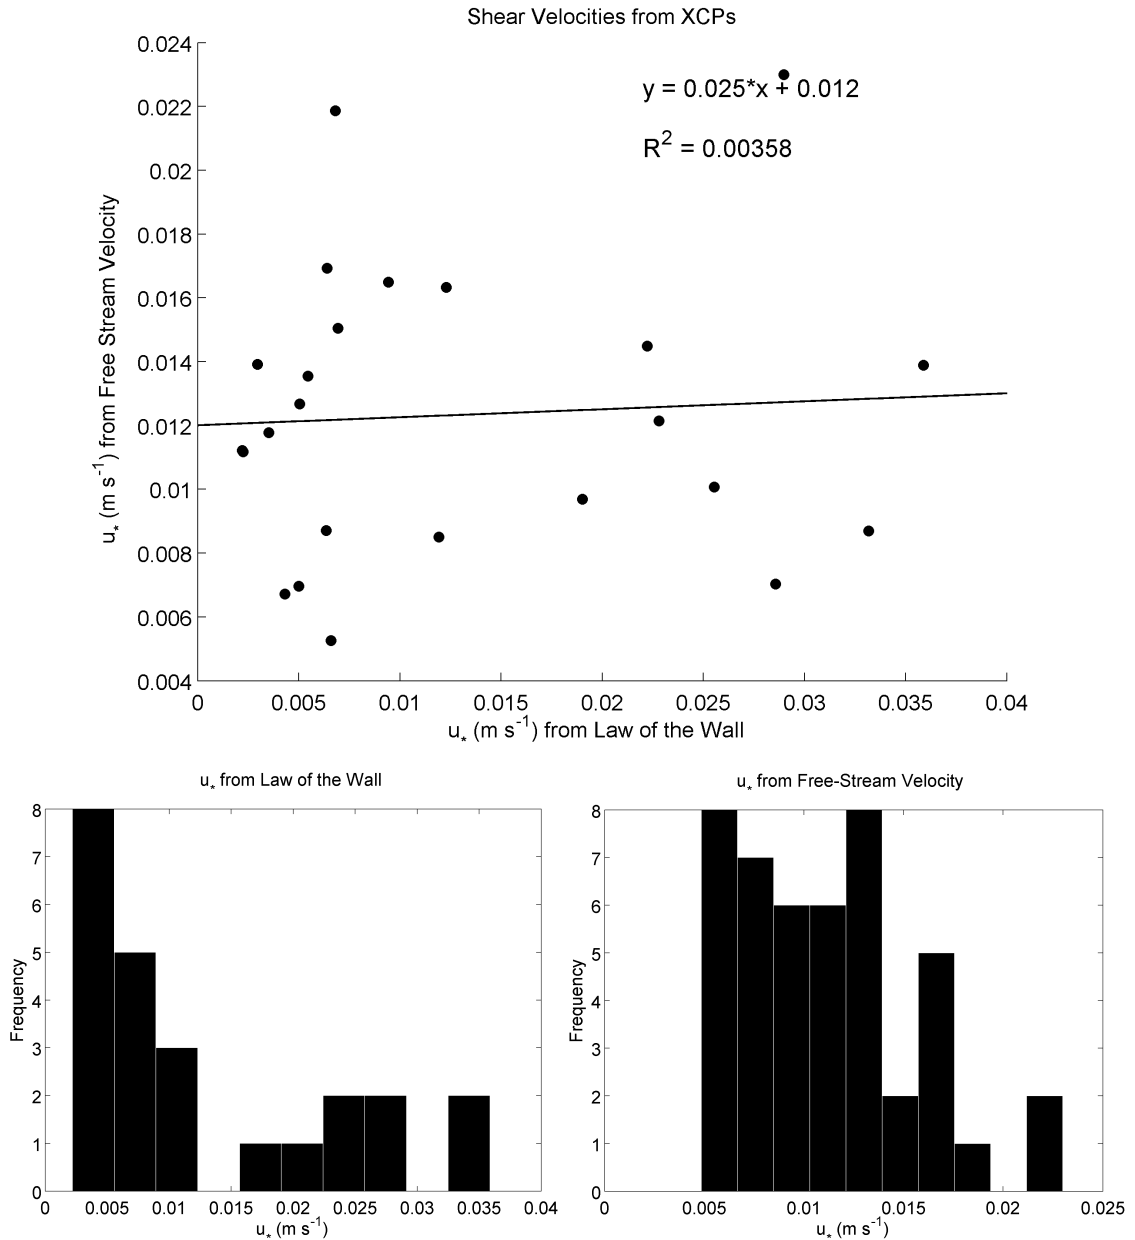 Shear Velocities from XCPs
0.024
0.022
0.02
0.018
0.016
0.014
0.012
0.01
0.008
0.006
0.004
u* (m s-1) from Free Stream Velocity
y = 0.025*x + 0.012
R2 = 0.00358
0 0.005 0.01 0.015 0.02 0.025 0.03 0.035 0.04
u* (m s-1) from Law of the Wall
u* from Law of the Wall
8
7
6
5
4
3
2
1
0
Frequency
0 0.005 0.01 0.015 0.02 0.025 0.03 0.035 0.04
u* (m s-1)
u* from Free-Stream Velocity
8
7
6
5
4
3
2
1
0
Frequency
0 0.005 0.01 0.015 0.02 0.025
u* (m s-1)